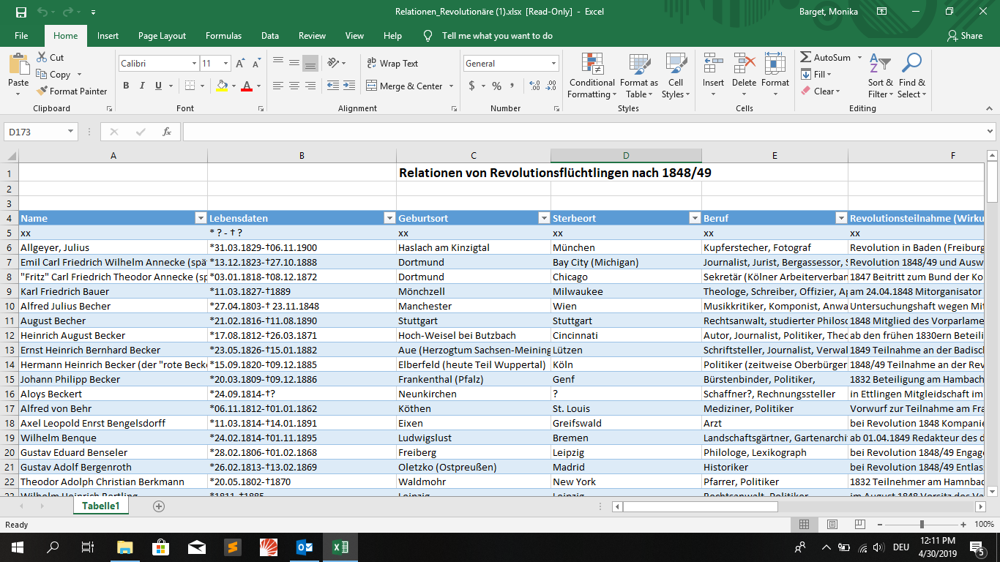 Relationen_Revolutionäre (1).xlsx [Read-Only] - Excel
Barget, Monika
File Home Insert Page Layout Formulas Data Review View Help Tell me what you want to do Share
Paste
Cut
Copy
Format Painter
Clipboard
Calibri 11
B I U
Font
Wrap Text
Merge & Center
Alignment
General
$ % ,
Number
Conditional Formatting
Format as Table
Cell Styles
Styles
Insert Delete Format
Cells
AutoSum
Fill
Clear
Sort & Filter
Find & Select
Editing
D173 fx
A B C D E F
1 Relationen von Revolutionsflüchtlingen nach 1848/49
2
3
4 Name Lebensdaten Geburtsort Sterbeort Beruf Revolutionsteilnahme (Wirku
5 xx * ? - † ? xx xx xx xx
6 Allgeyer, Julius *31.03.1829-†06.11.1900 Haslach am Kinzigtal München Kupferstecher, Fotograf Revolution in Baden (Freiburg
7 Emil Carl Friedrich Wilhelm Annecke (spä *13.12.1823-†27.10.1888 Dortmund Bay City (Michigan) Journalist, Jurist, Bergassessor, S Revolution 1848/49 und Ausw
8 "Fritz" Carl Friedrich Theodor Annecke (sp *03.01.1818-†08.12.1872 Dortmund Chicago Sekretär (Kölner Arbeiterverban 1847 Beitritt zum Bund der Ko
9 Karl Friedrich Bauer *11.03.1827-†1889 Mönchzell Milwaukee Theologe, Schreiber, Offizier, Ap am 24.04.1848 Mitorganisator
10 Alfred Julius Becher *27.04.1803-† 23.11.1848 Manchester Wien Musikkritiker, Komponist, Anwa Untersuchungshaft wegen Mit
11 August Becher *21.02.1816-†11.08.1890 Stuttgart Stuttgart Rechtsanwalt, studierter Philoso 1848 Mitglied des Vorparlame
12 Heinrich August Becker *17.08.1812-†26.03.1871 Hoch-Weisel bei Butzbach Cincinnati Autor, Journalist, Politiker, Theo ab den frühen 1830ern Beteili
13 Ernst Heinrich Bernhard Becker *23.05.1826-†15.01.1882 Aue (Herzogtum Sachsen-Meining Lützen Schriftsteller, Journalist, Verwal 1849 Teilnahme an der Badisch
14 Hermann Heinrich Becker (der "rote Becke *15.09.1820-†09.12.1885 Elberfeld (heute Teil Wuppertal) Köln Politiker (zeitweise Oberbürger 1848/49 Teilnahme an der Rev
15 Johann Philipp Becker *20.03.1809-†09.12.1886 Frankenthal (Pfalz) Genf Bürstenbinder, Politiker, 1832 Beteiligung am Hambach
16 Aloys Beckert *24.09.1814-†? Neunkirchen ? Schaffner?, Rechnungssteller in Ettlingen Mitgleidschaft im
17 Alfred von Behr *06.11.1812-†01.01.1862 Köthen St. Louis Mediziner, Politiker Vorwurf zur Teilnahme am Fra
18 Axel Leopold Enrst Bengelsdorff *11.03.1814-†14.01.1891 Eixen Greifswald Arzt bei Revolution 1848 Kompanie
19 Wilhelm Benque *24.02.1814-†01.11.1895 Ludwigslust Bremen Landschaftsgärtner, Gartenarchi ab 01.04.1849 Redakteur des d
20 Gustav Eduard Benseler *28.02.1806-†01.02.1868 Freiberg Leipzig Philologe, Lexikograph bei Revolution 1848/49 Engag
21 Gustav Adolf Bergenroth *26.02.1813-†13.02.1869 Oletzko (Ostpreußen) Madrid Historiker bei Revolution 1848/49 Entlas
22 Theodor Adolph Christian Berkmann *20.05.1802-†1870 Waldmohr New York Pfarrer, Politiker 1832 Teilnehmer am Hamnbac
23 Wilhelm Heinrich Bertling *1811-†1885 Leipzig Leipzig Rechtsanwalt, Politiker im August 1848 Vorsitz des Va
Tabelle1
Ready 100%
DEU 12:11 PM
4/30/2019 5